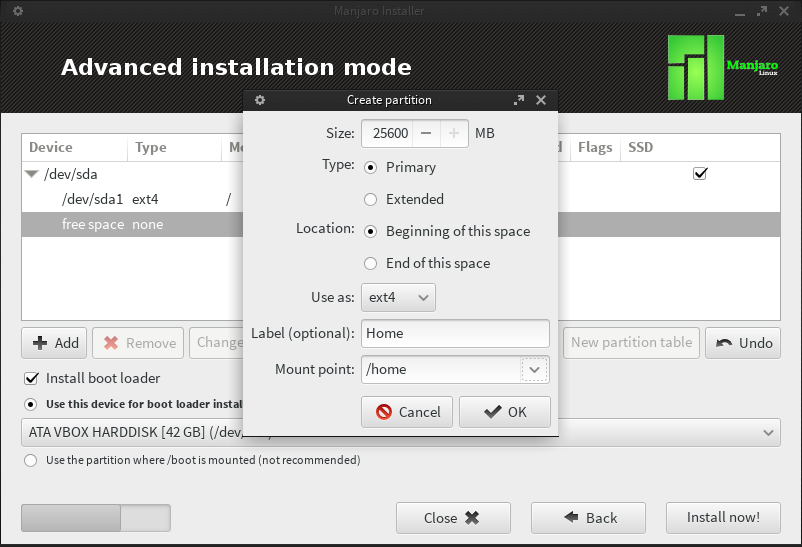 Manjaro Installer
Advanced installation mode
Manjaro
Linux
Create partition
Size: 25600 MB
Type: Primary
Extended
Location: Beginning of this space
End of this space
Use as: ext4
Label (optional): Home
Mount point: /home
Cancel OK
Device Type Flags SSD
/dev/sda
/dev/sda1 ext4 /
free space none
Add Remove Change New partition table Undo
Install boot loader
Use this device for boot loader instal
ATA VBOX HARDDISK [42 GB] (/dev/
Use the partition where /boot is mounted (not recommended)
Close Back Install now!